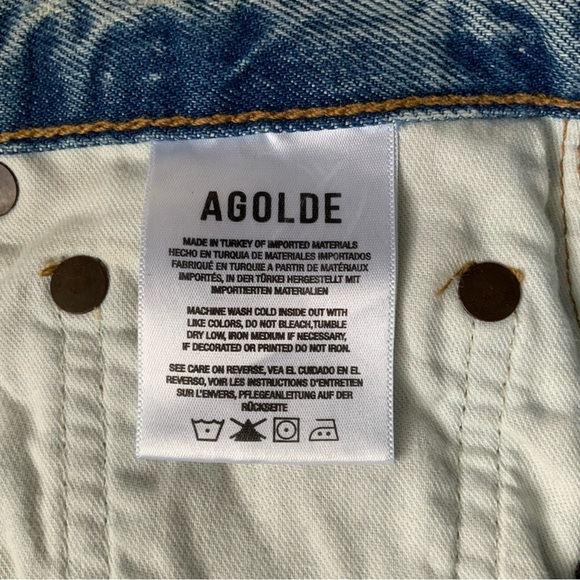 AGOLDE
MADE IN TURKEY OF IMPORTED MATERIALS
HECHO EN TURQUIA DE MATERIALES IMPORTADOS
FABRIQUÉ EN TURQUIE A PARTIR DE MATÉRIAUX
IMPORTÉS, IN DER TÜRKEI HERGESTELLT MIT
IMPORTIERTEN MATERIALIEN
MACHINE WASH COLD INSIDE OUT WITH
LIKE COLORS, DO NOT BLEACH,TUMBLE
DRY LOW, IRON MEDIUM IF NECESSARY,
IF DECORATED OR PRINTED DO NOT IRON.
SEE CARE ON REVERSE, VEA EL CUIDADO EN EL
REVERSO, VOIR LES INSTRUCTIONS D'ENTRETIEN
SUR L'ENVERS, PFLEGEANLEITUNG AUF DER
RÜCKSEITE